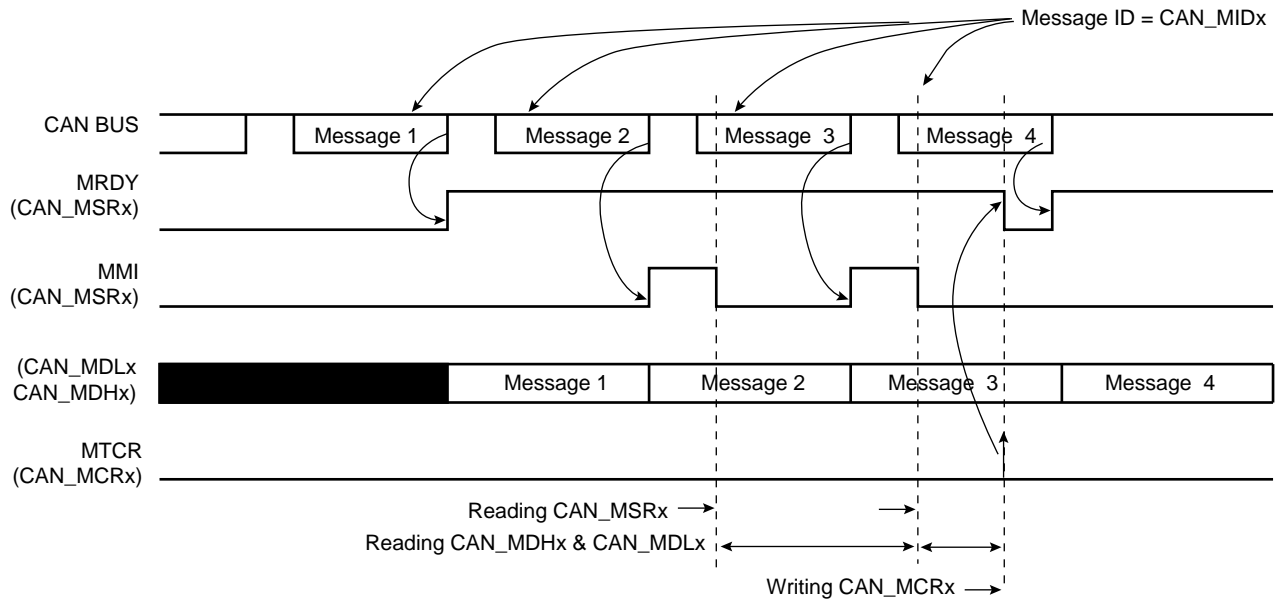 Message ID = CAN_MIDx
CAN BUS
Message 1
Message 2
Message 3
Message 4
MRDY
(CAN_MSRx)
MMI
(CAN_MSRx)
(CAN_MDLx
CAN_MDHx)
Message 1
Message 2
Message 3
Message 4
MTCR
(CAN_MCRx)
Reading CAN_MSRx
Reading CAN_MDHx & CAN_MDLx
Writing CAN_MCRx